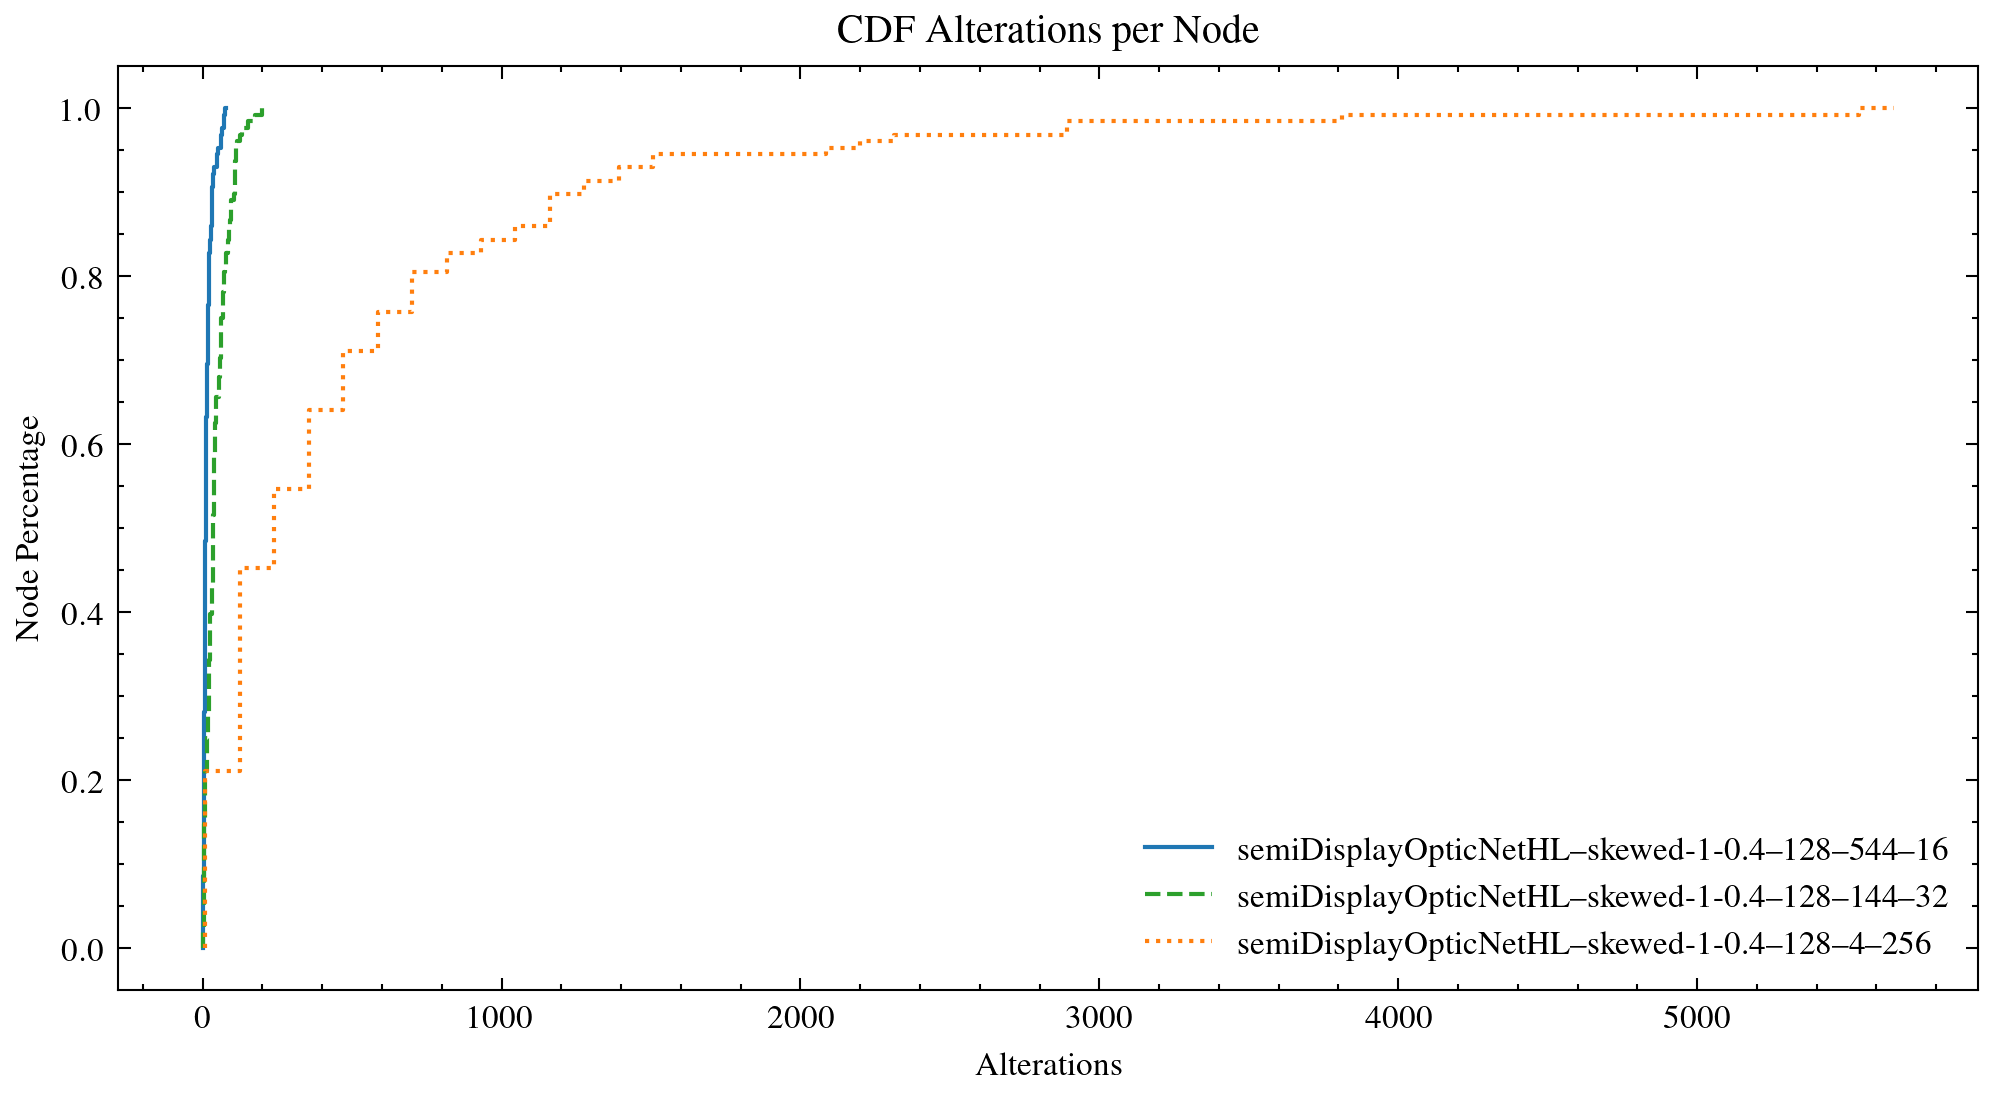 CDF Alterations per Node
1.0
0.8
0.6
0.4
0.2
0.0
Node Percentage
semiDisplayOpticNetHL–skewed-1-0.4–128–544–16
semiDisplayOpticNetHL–skewed-1-0.4–128–144–32
semiDisplayOpticNetHL–skewed-1-0.4–128–4–256
0 1000 2000 3000 4000 5000
Alterations